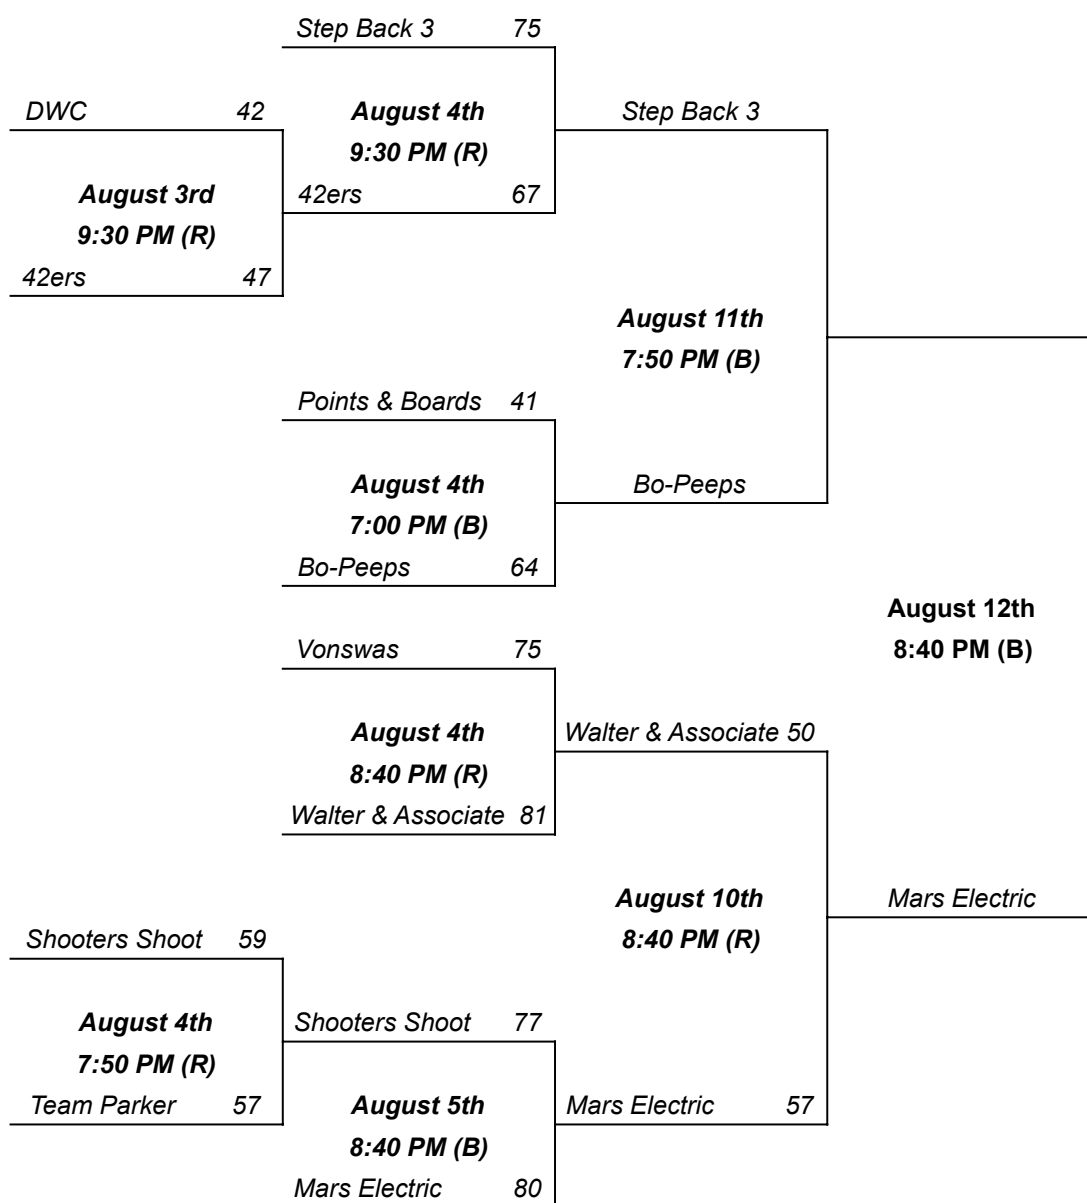 Step Back 3 75
DWC 42
August 4th
Step Back 3
9:30 PM (R)
August 3rd
42ers 67
9:30 PM (R)
42ers 47
August 11th
7:50 PM (B)
Points & Boards 41
August 4th
Bo-Peeps
7:00 PM (B)
Bo-Peeps 64
August 12th
8:40 PM (B)
Vonswas 75
August 4th
Walter & Associate 50
8:40 PM (R)
Walter & Associate 81
August 10th
Mars Electric
8:40 PM (R)
Shooters Shoot 59
August 4th
Shooters Shoot 77
7:50 PM (R)
Team Parker 57
August 5th
Mars Electric 57
8:40 PM (B)
Mars Electric 80